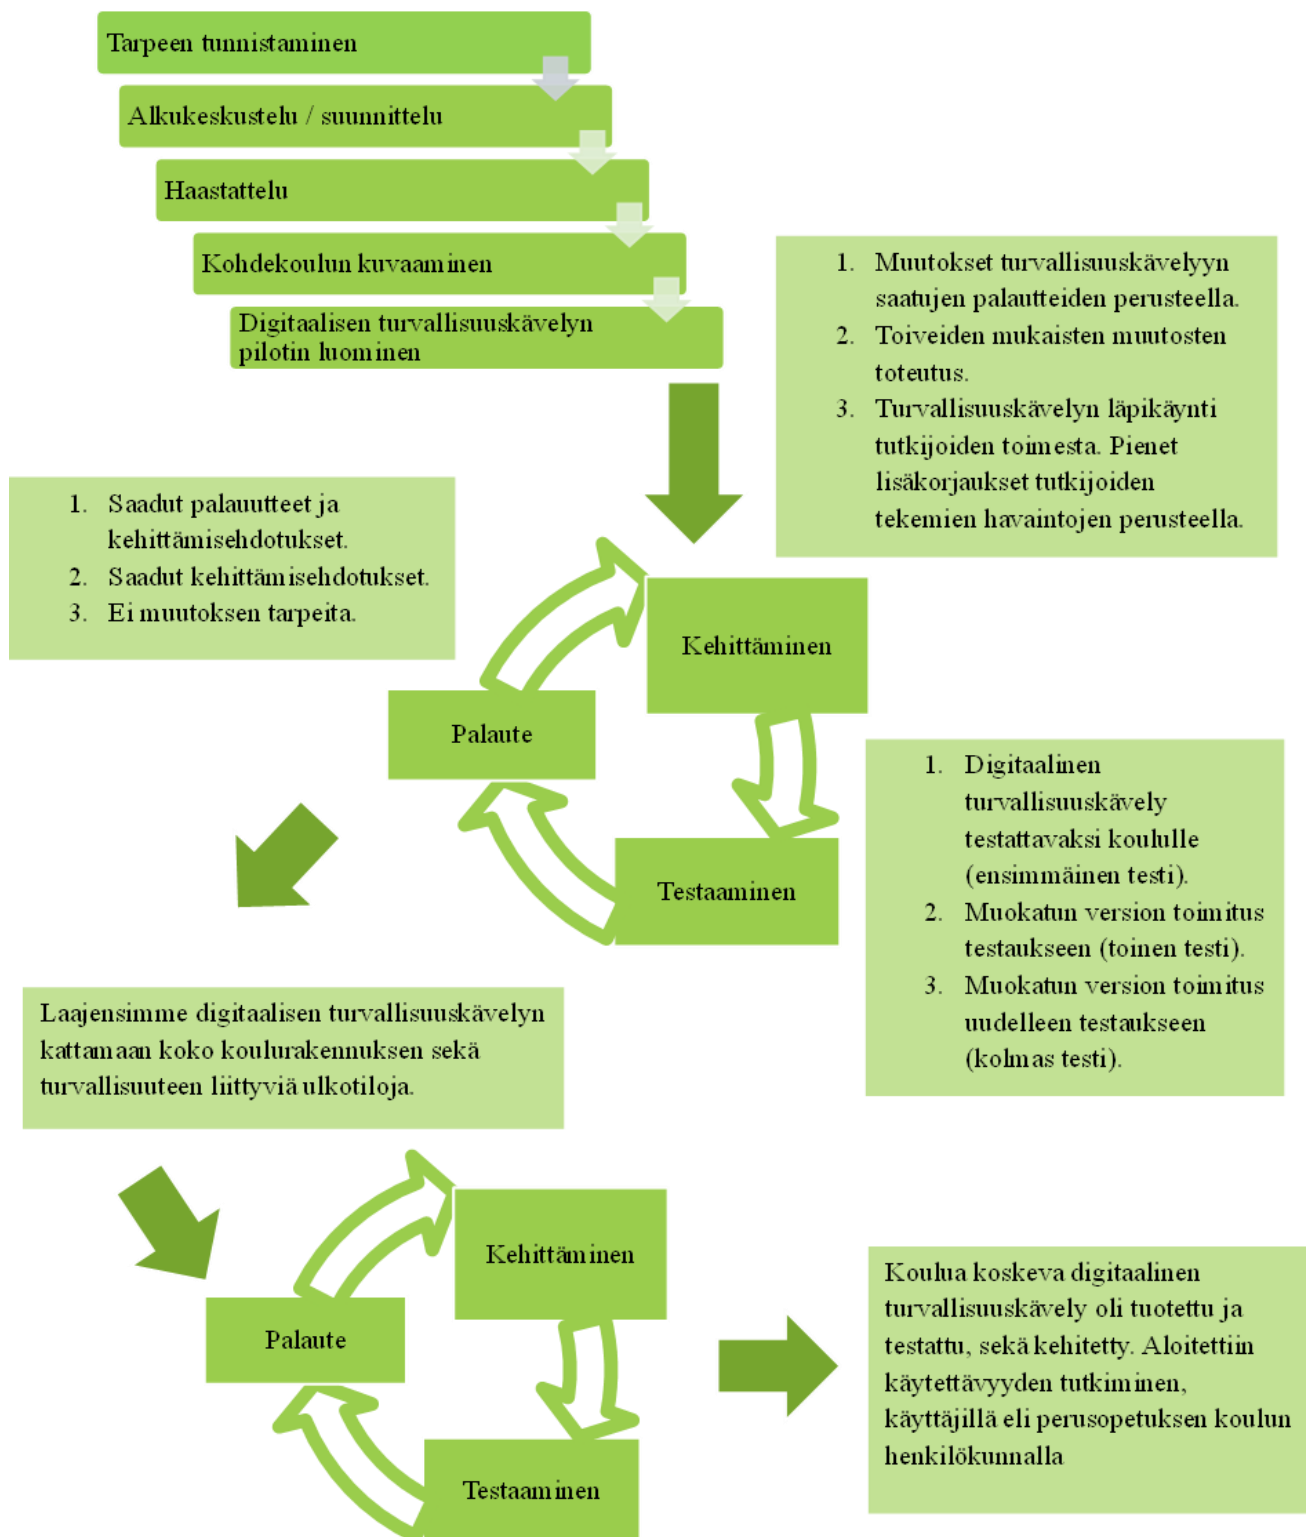 Tarpeen tunnistaminen
Alkukeskustelu / suunnittelu
Haastattelu
Kohdekoulun kuvaaminen
Digitaalisen turvallisuuskävelyn
pilotin luominen
1. Muutokset turvallisuuskävelyyn
saatujen palautteiden perusteella.
2. Toiveiden mukaisten muutosten
toteutus.
3. Turvallisuuskävelyn läpikäynti
tutkijoiden toimesta. Pienet
lisäkorjaukset tutkijoiden
tekemien havaintojen perusteella.
1. Saadut palauutteet ja
kehittämisehdotukset.
2. Saadut kehittämisehdotukset.
3. Ei muutoksen tarpeita.
Kehittäminen
Palaute
Testaaminen
1. Digitaalinen
turvallisuuskävely
testattavaksi koululle
(ensimmäinen testi).
2. Muokatun version toimitus
testaukseen (toinen testi).
3. Muokatun version toimitus
uudelleen testaukseen
(kolmas testi).
Laajensimme digitaalisen turvallisuuskävelyn
kattamaan koko koulurakennuksen sekä
turvallisuuteen liittyviä ulkotiloja.
Kehittäminen
Palaute
Testaaminen
Koulua koskeva digitaalinen
turvallisuuskävely oli tuotettu ja
testattu, sekä kehitetty. Aloitettiin
käytettävyyden tutkiminen,
käyttäjillä eli perusopetuksen koulun
henkilökunnalla